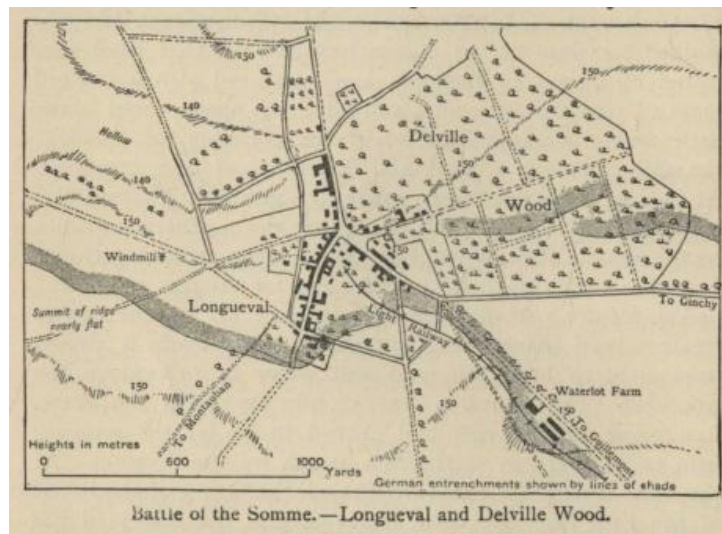 150
150
140
Delville
Hollow
140
150
150
Wood
Windmill
150
Longueval
To Ginchy
Summit of ridge
nearly flat
Light Railway
150
150
Waterlot Farm
150
To Montauban
To Guillemont
Heights in metres
0 500 1000
Yards
German entrenchments shown by lines of shade
Battle of the Somme.—Longueval and Delville Wood.